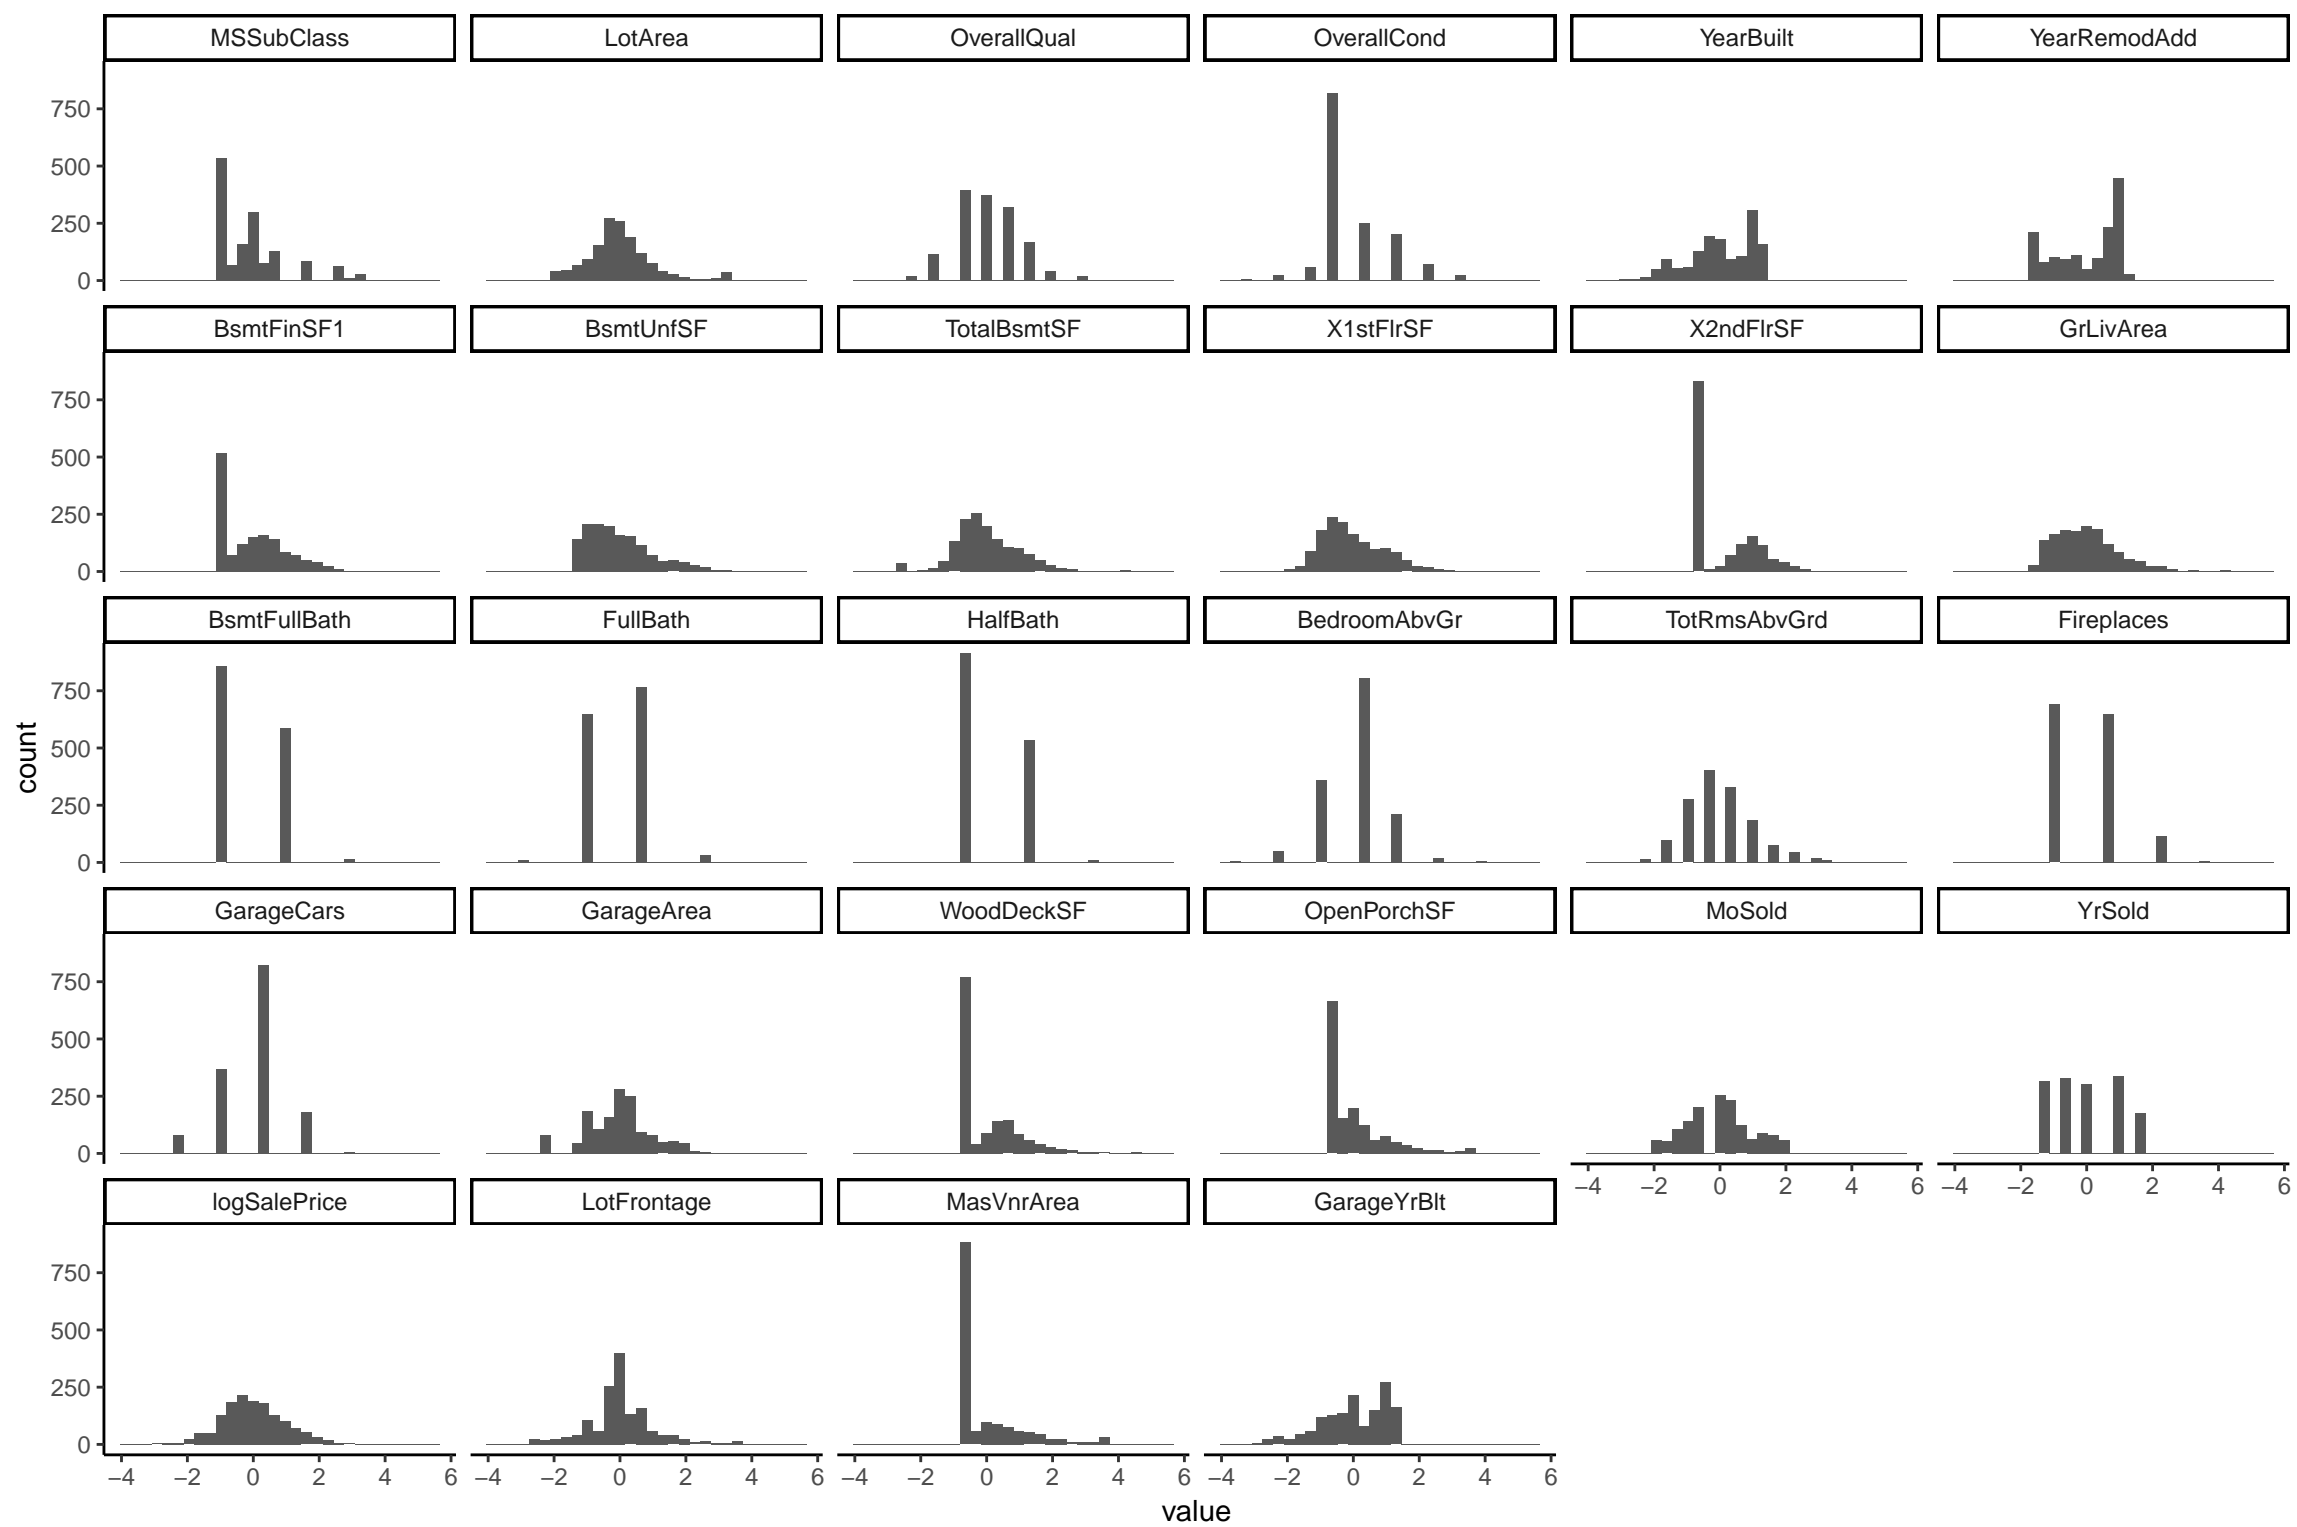 MSSubClass LotArea OverallQual OverallCond YearBuilt YearRemodAdd
750
500
250
0
BsmtFinSF1 BsmtUnfSF TotalBsmtSF X1stFlrSF X2ndFlrSF GrLivArea
750
500
250
0
BsmtFullBath FullBath HalfBath BedroomAbvGr TotRmsAbvGrd Fireplaces
750
500
250
0
count
GarageCars GarageArea WoodDeckSF OpenPorchSF MoSold YrSold
750
500
250
0
−4 −2 0 2 4 6 −4 −2 0 2 4 6
logSalePrice LotFrontage MasVnrArea GarageYrBlt
750
500
250
0
−4 −2 0 2 4 6 −4 −2 0 2 4 6 −4 −2 0 2 4 6 −4 −2 0 2 4 6
value